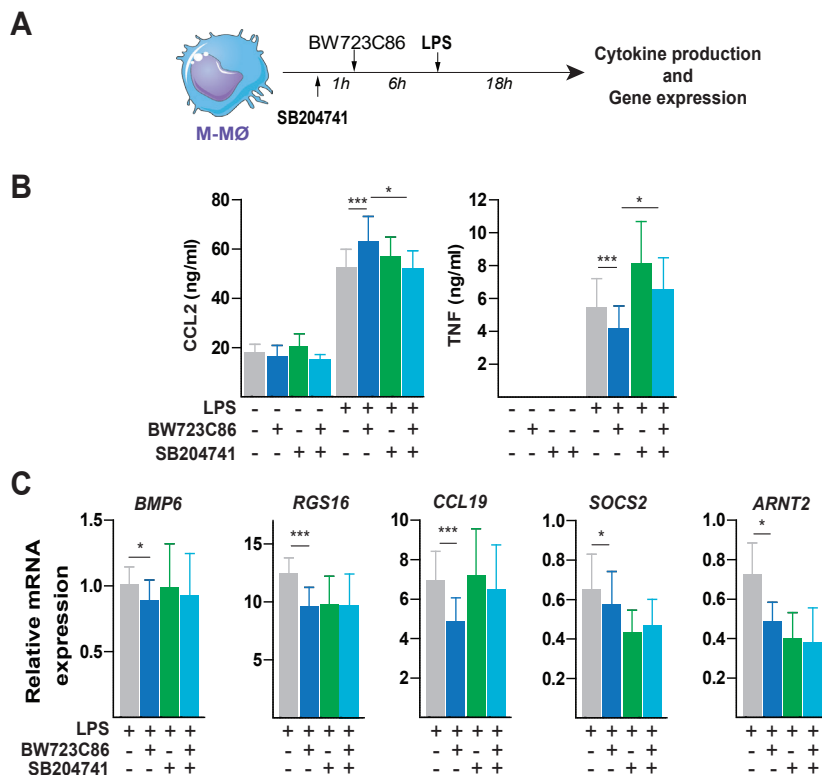 A
BW723C86
LPS
1h
6h
18h
SB204741
M-MØ
Cytokine production
and
Gene expression
B
CCL2 (ng/ml)
80
60
40
20
***
*
TNF (ng/ml)
12
10
8
6
4
2
***
*
LPS - - - - + + + + - - - - + + + +
BW723C86 - + - + - + - + - + - - - + - +
SB204741 - - + + - - + + - - + + - - + +
C
Relative mRNA
expression
BMP6
1.5
1.0
0.5
*
RGS16
15
10
15
***
CCL19
10
8
6
4
2
***
SOCS2
1.0
0.8
0.6
0.4
0.2
*
ARNT2
1.0
0.8
0.6
0.4
0.2
*
LPS + + + + + + + + + + + + + + + + + + + +
BW723C86 - + - + - + - + - + - + - + - + - + - +
SB204741 - - + + - - + + - - + + - - + + - - + +